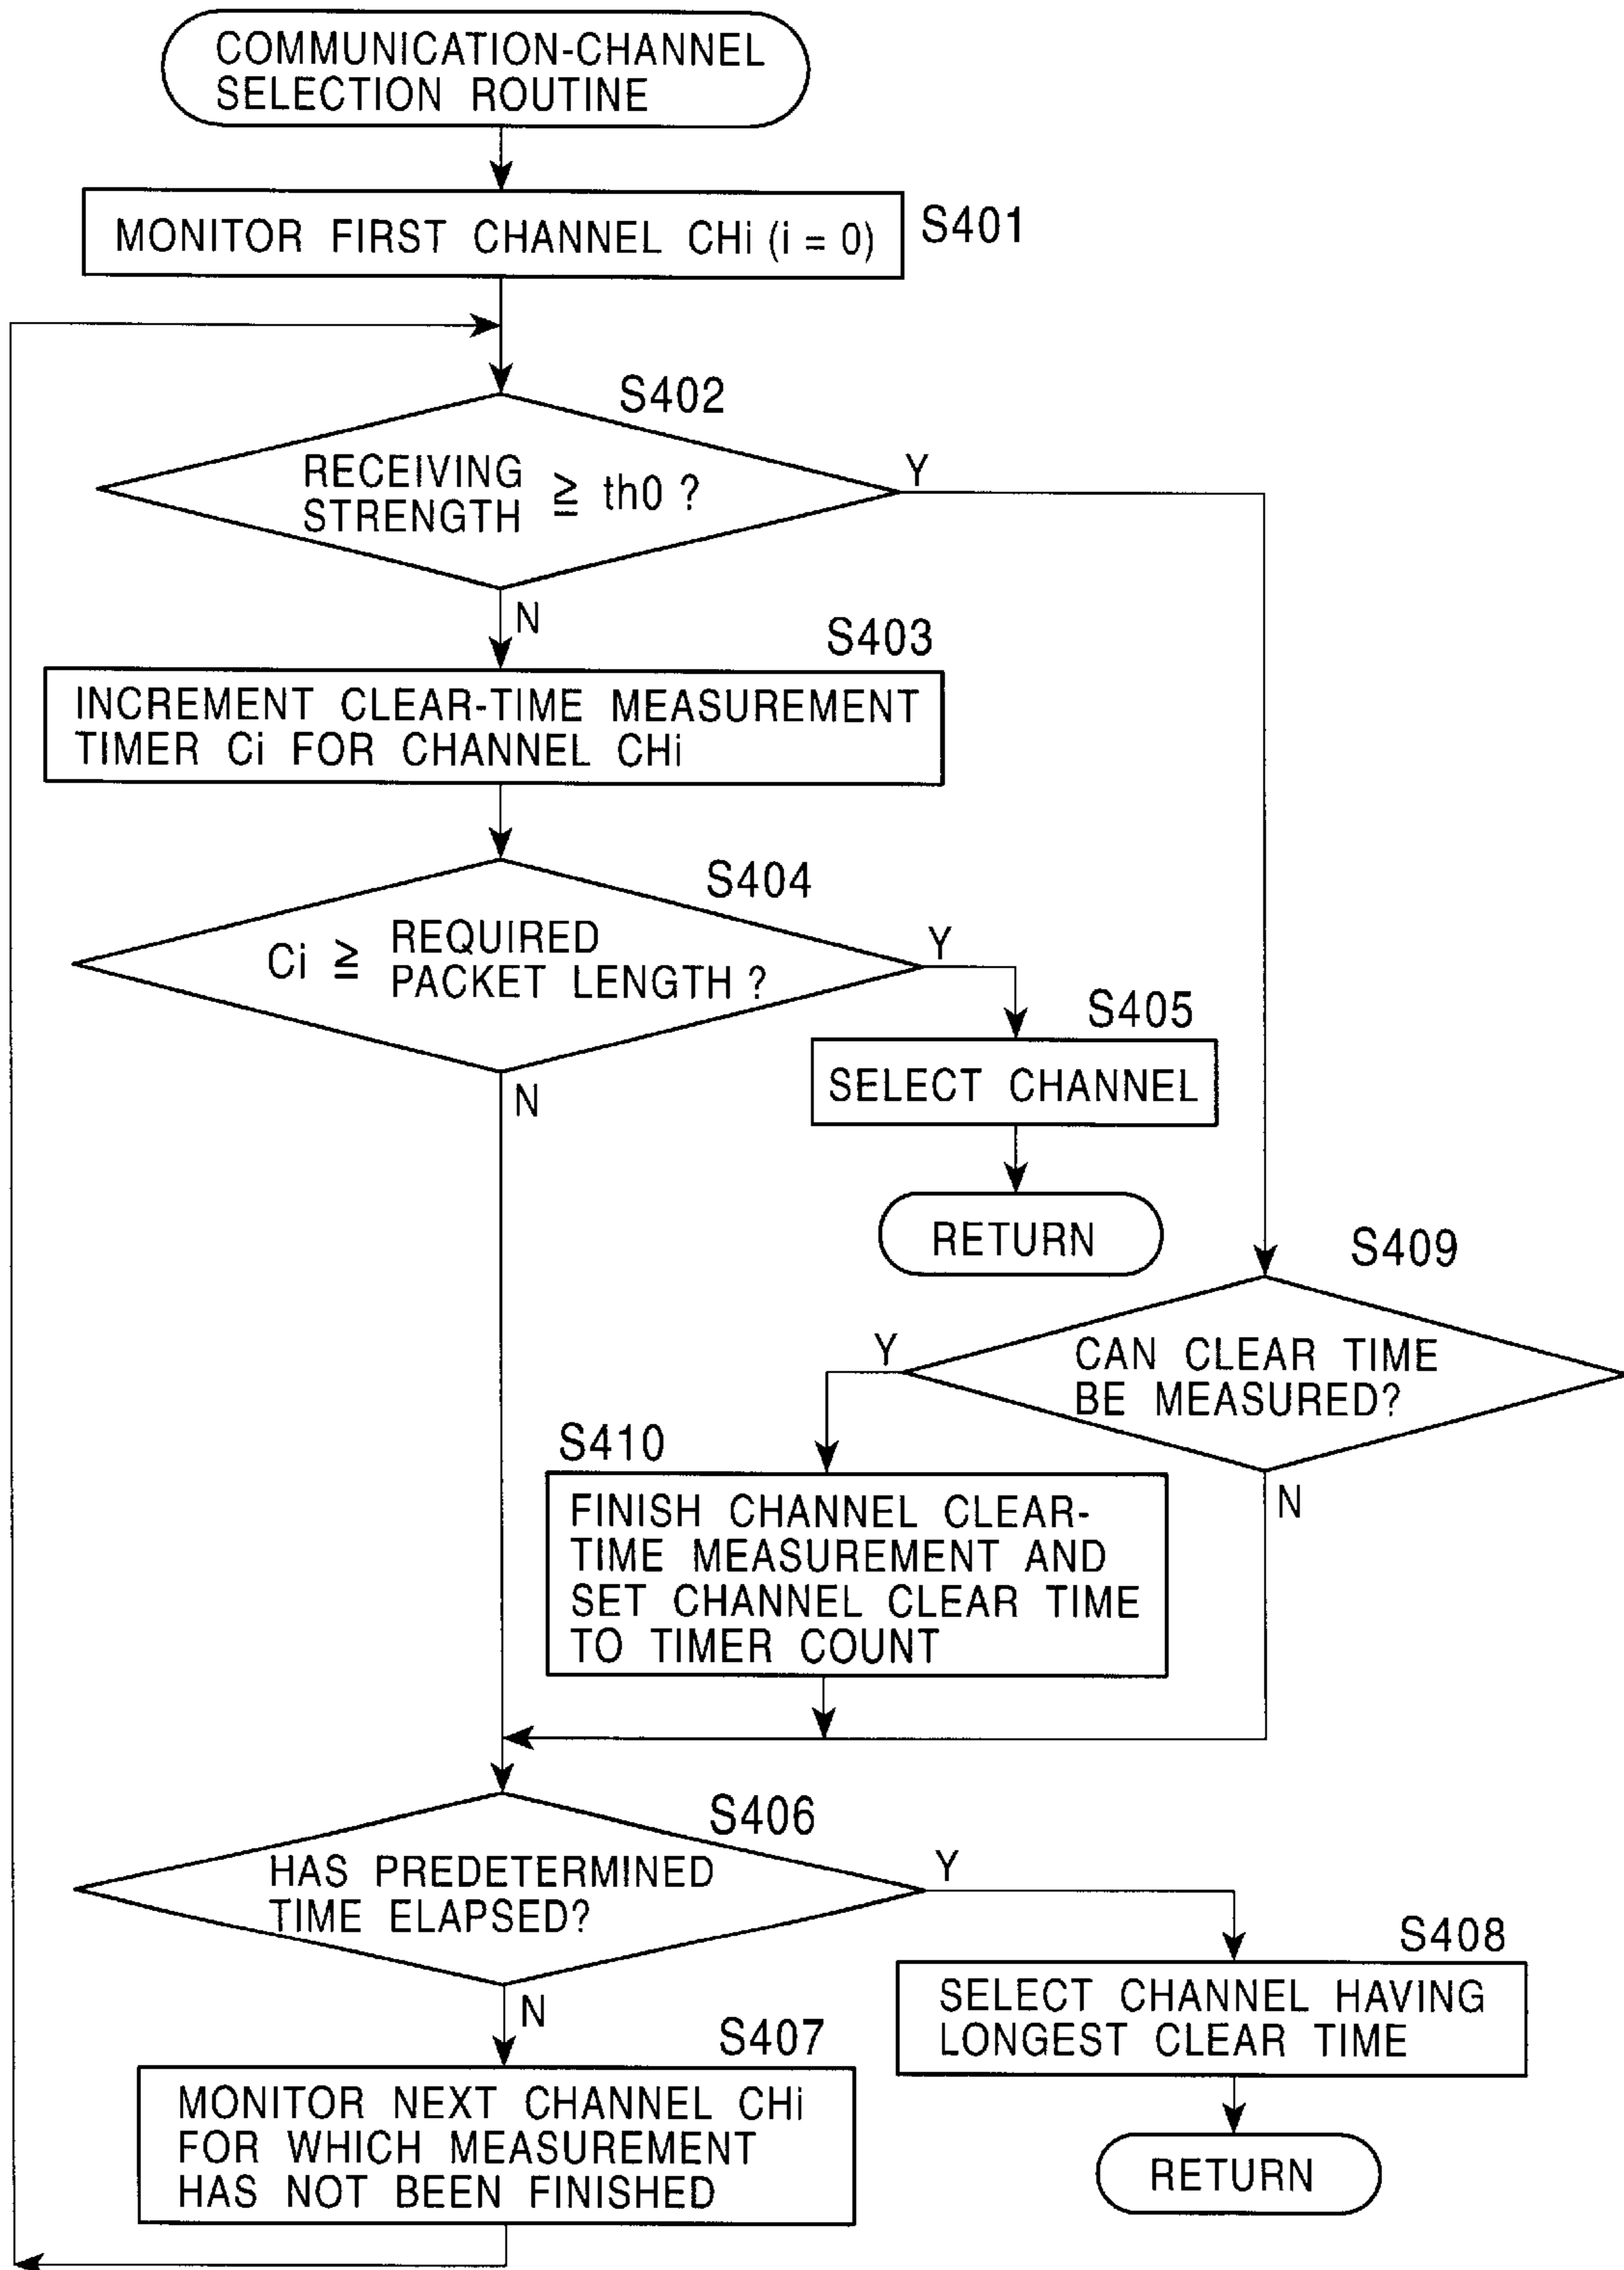 COMMUNICATION-CHANNEL
SELECTION ROUTINE
MONITOR FIRST CHANNEL CHi (i = 0)
S401
S402
RECEIVING
STRENGTH ≧ th0 ?
Y
N
S403
INCREMENT CLEAR-TIME MEASUREMENT
TIMER Ci FOR CHANNEL CHi
S404
Ci ≧ REQUIRED
PACKET LENGTH ?
Y
N
S405
SELECT CHANNEL
RETURN
S409
CAN CLEAR TIME
BE MEASURED?
Y
N
S410
FINISH CHANNEL CLEAR-
TIME MEASUREMENT AND
SET CHANNEL CLEAR TIME
TO TIMER COUNT
S406
HAS PREDETERMINED
TIME ELAPSED?
Y
N
S408
SELECT CHANNEL HAVING
LONGEST CLEAR TIME
RETURN
S407
MONITOR NEXT CHANNEL CHi
FOR WHICH MEASUREMENT
HAS NOT BEEN FINISHED